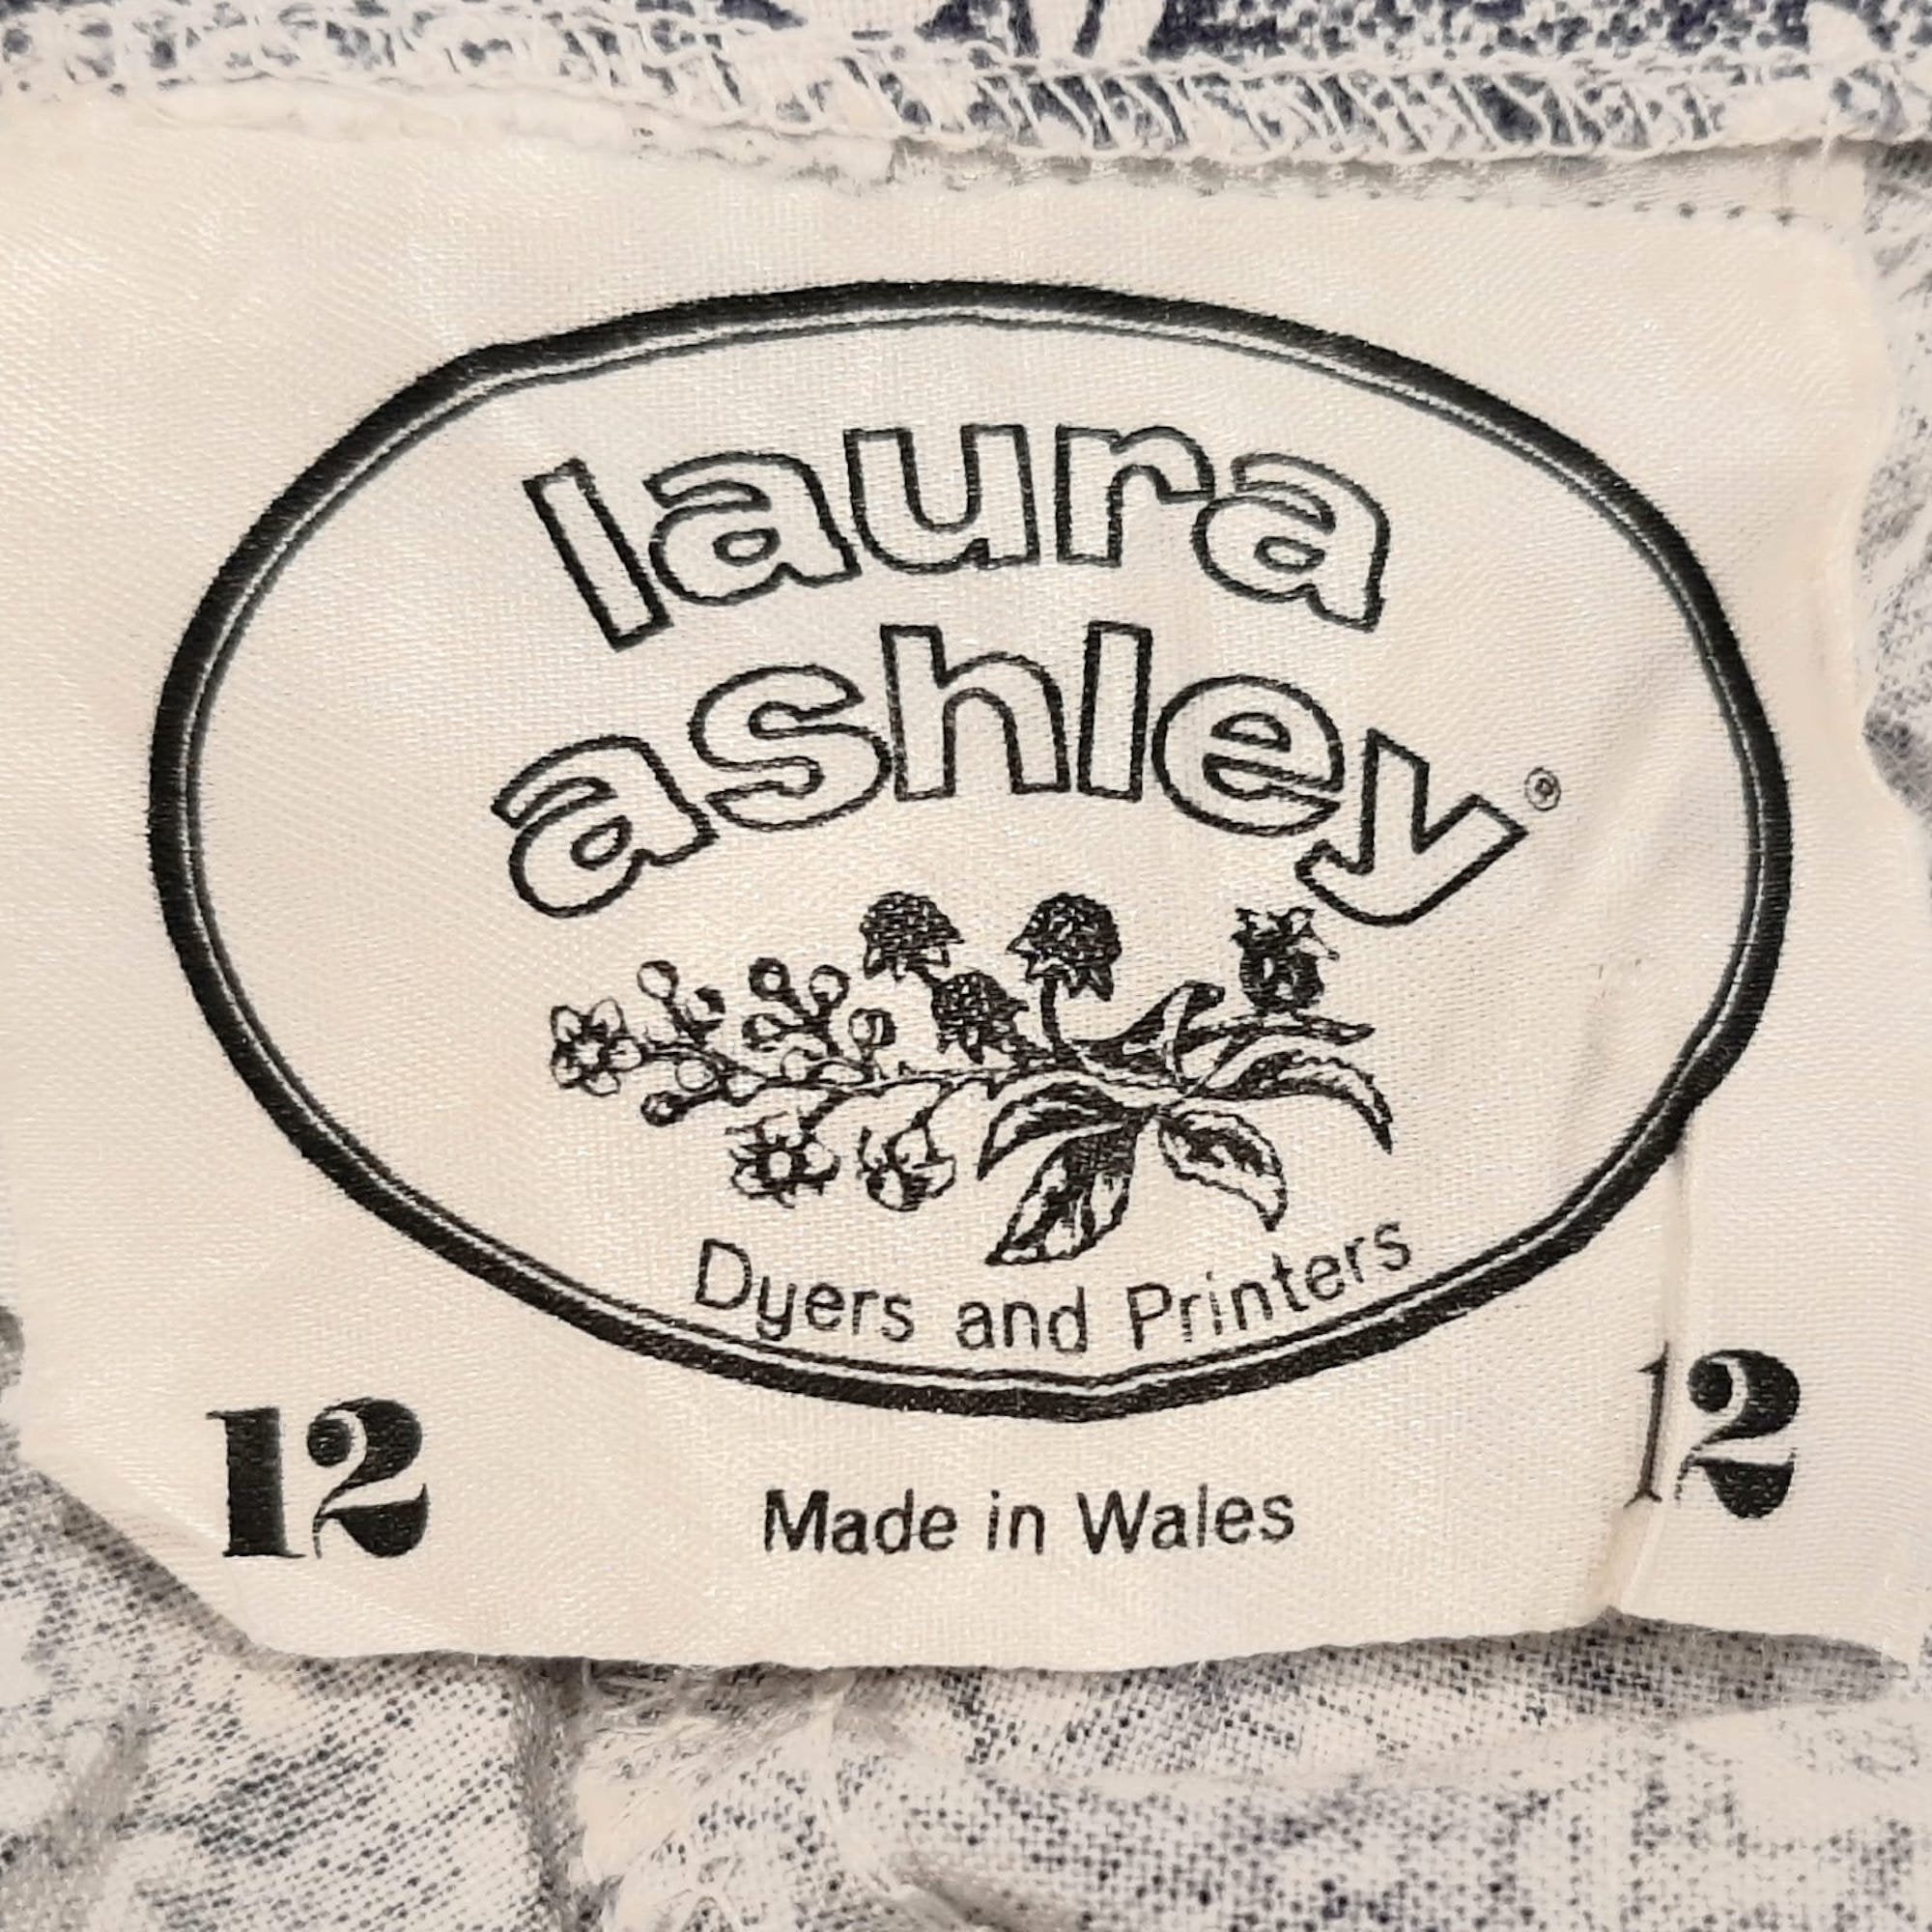 laura
ashley®
Dyers and Printers
12 12
Made in Wales